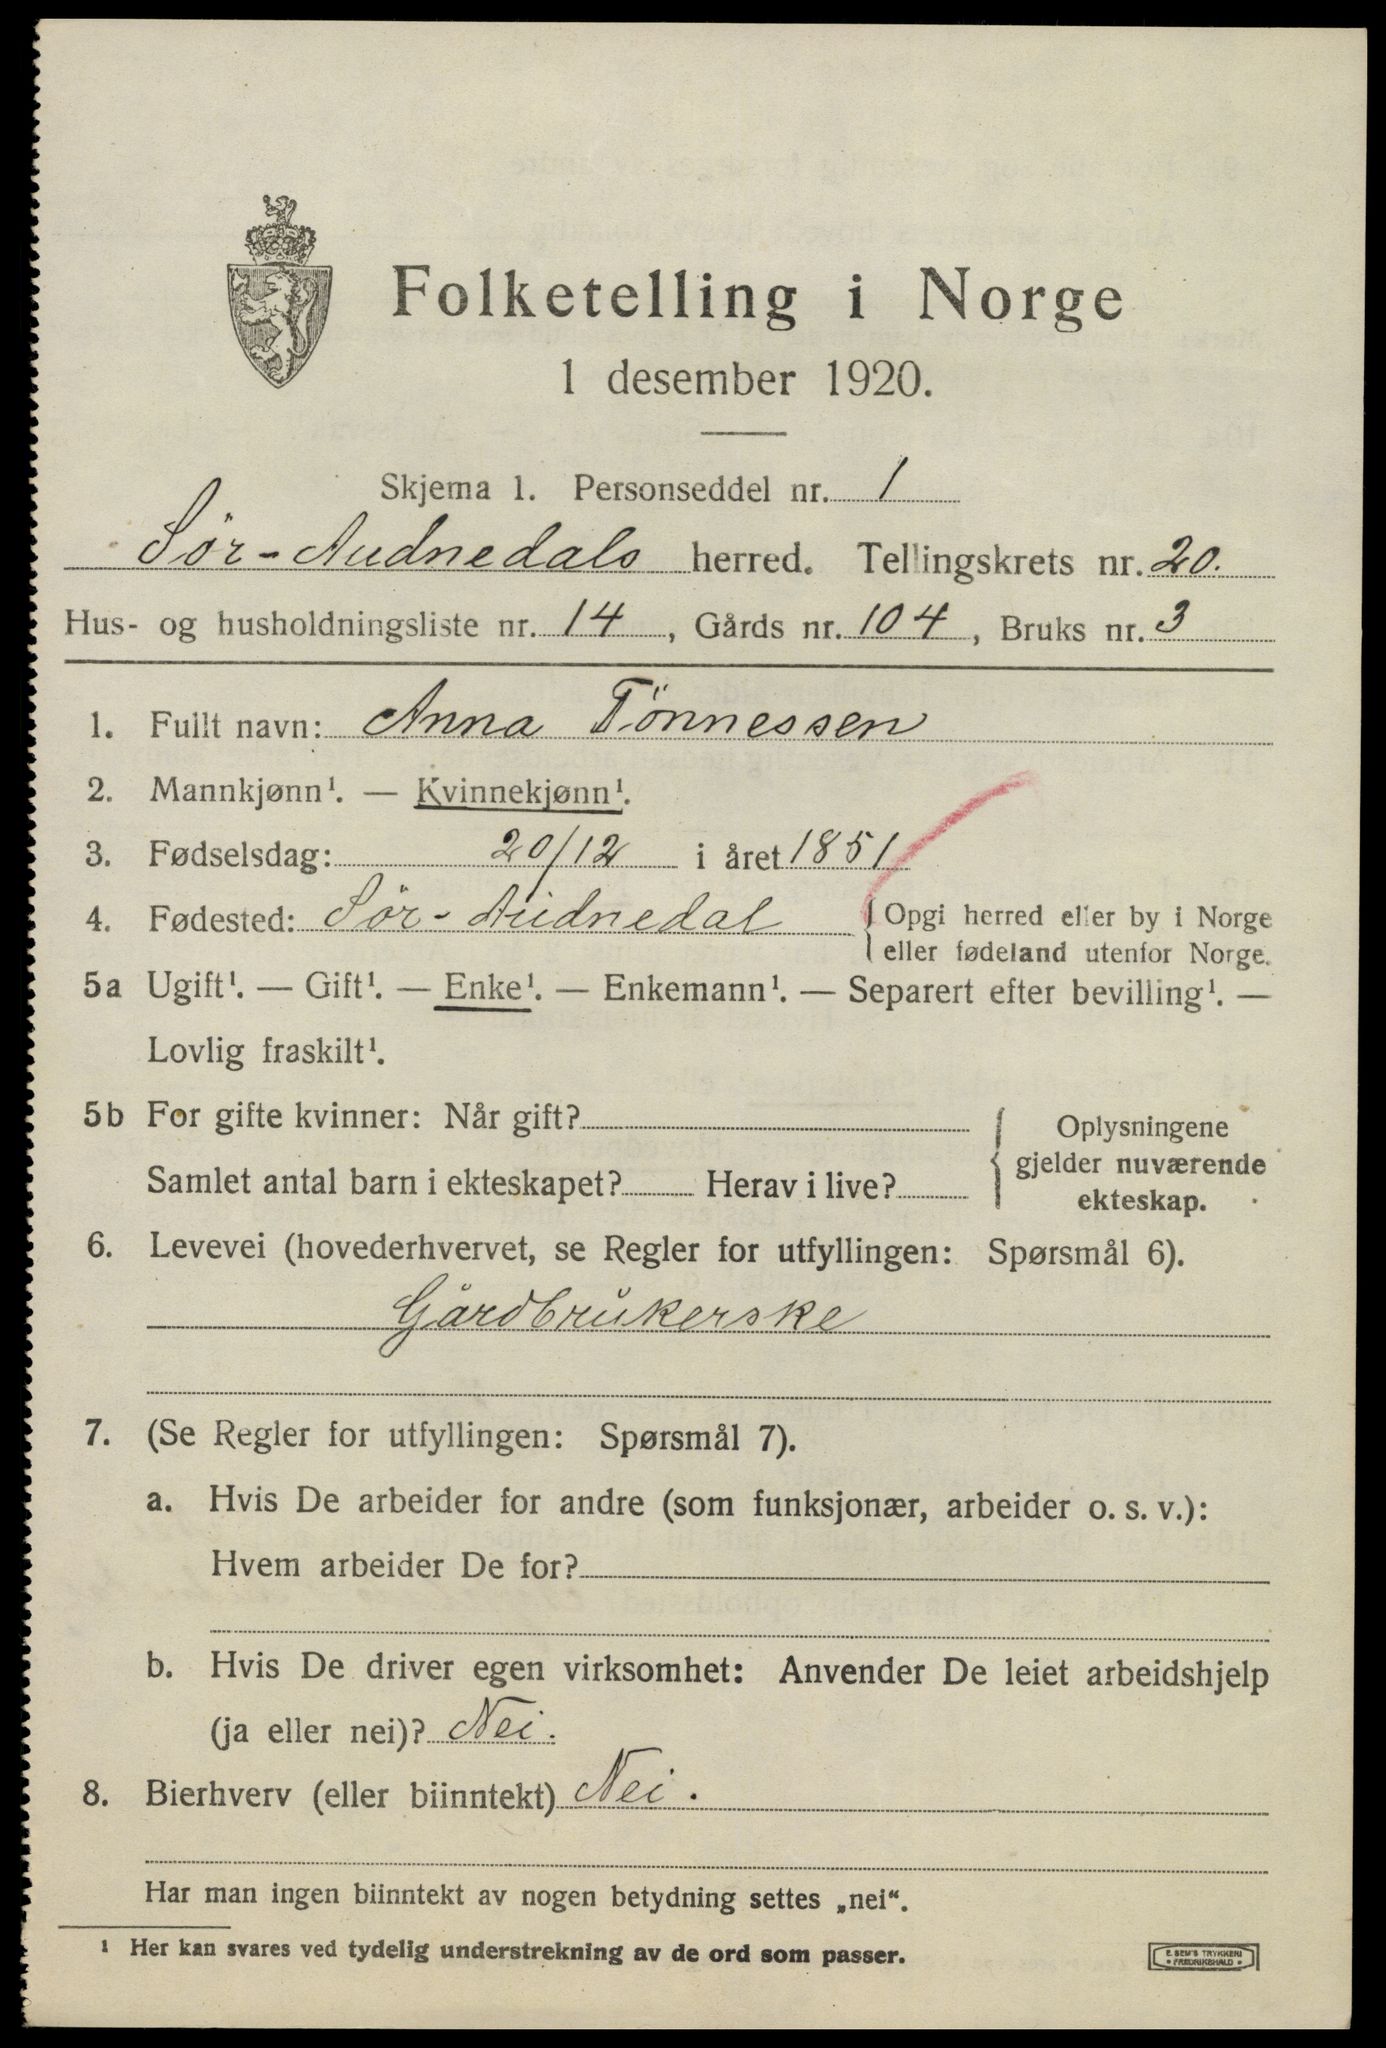 Folketelling i Norge
1 desember 1920.
Skjema 1. Personseddel nr. 1
Sör-Audnedals herred. Tellingskrets nr. 20.
Hus- og husholdningsliste nr. 14, Gårds nr. 104, Bruks nr. 3
1. Fullt navn: Anna Tönnessen
2. Mannkjønn¹. — Kvinnekjønn¹.
3. Fødselsdag: 20/12 i året 1851
4. Fødested: Sör-Audnedal {Opgi herred eller by i Norge
eller fødeland utenfor Norge.
5a Ugift¹. — Gift¹. — Enke¹. — Enkemann¹. — Separert efter bevilling¹. —
Lovlig fraskilt¹.
5b For gifte kvinner: Når gift?
Samlet antal barn i ekteskapet? Herav i live?
Oplysningene
gjelder nuværende
ekteskap.
6. Levevei (hovederhvervet, se Regler for utfyllingen: Spørsmål 6).
Gårdbrukerske
7. (Se Regler for utfyllingen: Spørsmål 7).
a. Hvis De arbeider for andre (som funksjonær, arbeider o. s. v.):
Hvem arbeider De for?
b. Hvis De driver egen virksomhet: Anvender De leiet arbeidshjelp
(ja eller nei)? Nei.
8. Bierhverv (eller biinntekt) Nei.
Har man ingen biinntekt av nogen betydning settes „nei“.
¹ Her kan svares ved tydelig understrekning av de ord som passer.
E. SEM'S TRYKKERI
• FREDRIKSHALD •